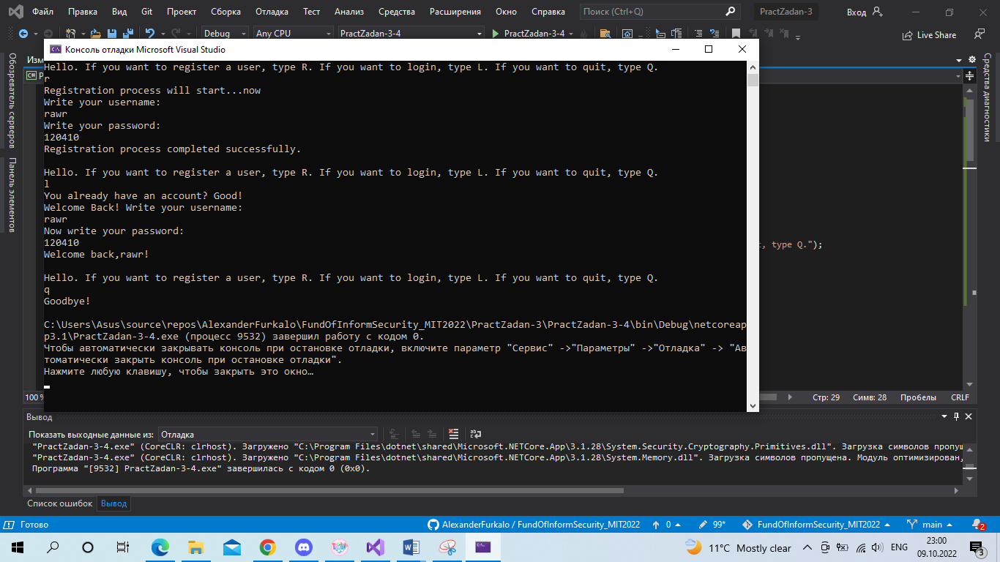 Файл Правка Вид Git Проект Сборка Отладка Тест Анализ Средства Расширения Окно Справка Поиск (Ctrl+Q) PractZadan-3 Вход
Debug Any CPU PractZadan-3-4 PractZadan-3-4 Live Share
Консоль отладки Microsoft Visual Studio
Обозреватель серверов
Панель элементов
Средства диагностики
C#
Hello. If you want to register a user, type R. If you want to login, type L. If you want to quit, type Q.
r
Registration process will start...now
Write your username:
rawr
Write your password:
120410
Registration process completed successfully.
Hello. If you want to register a user, type R. If you want to login, type L. If you want to quit, type Q.
l
You already have an account? Good!
Welcome Back! Write your username:
rawr
Now write your password:
120410
Welcome back,rawr!
, type Q.");
Hello. If you want to register a user, type R. If you want to login, type L. If you want to quit, type Q.
q
Goodbye!
C:\Users\Asus\source\repos\AlexanderFurkalo\FundOfInformSecurity_MIT2022\PractZadan-3\PractZadan-3-4\bin\Debug\netcoreap
p3.1\PractZadan-3-4.exe (процесс 9532) завершил работу с кодом 0.
Чтобы автоматически закрывать консоль при остановке отладки, включите параметр "Сервис" ->"Параметры" ->"Отладка" -> "Ав
томатически закрыть консоль при остановке отладки".
Нажмите любую клавишу, чтобы закрыть это окно…
100 % Стр: 29 Симв: 28 Пробелы CRLF
Вывод
Показать выходные данные из: Отладка
"PractZadan-3-4.exe" (CoreCLR: clrhost). Загружено "C:\Program Files\dotnet\shared\Microsoft.NETCore.App\3.1.28\System.Security.Cryptography.Primitives.dll". Загрузка символов пропущ
"PractZadan-3-4.exe" (CoreCLR: clrhost). Загружено "C:\Program Files\dotnet\shared\Microsoft.NETCore.App\3.1.28\System.Memory.dll". Загрузка символов пропущена. Модуль оптимизирован,
Программа "[9532] PractZadan-3-4.exe" завершилась с кодом 0 (0x0).
Список ошибок Вывод
Готово AlexanderFurkalo / FundOfInformSecurity_MIT2022 0 99* FundOfInformSecurity_MIT2022 main 2
11°C Mostly clear ENG 23:00
09.10.2022 3